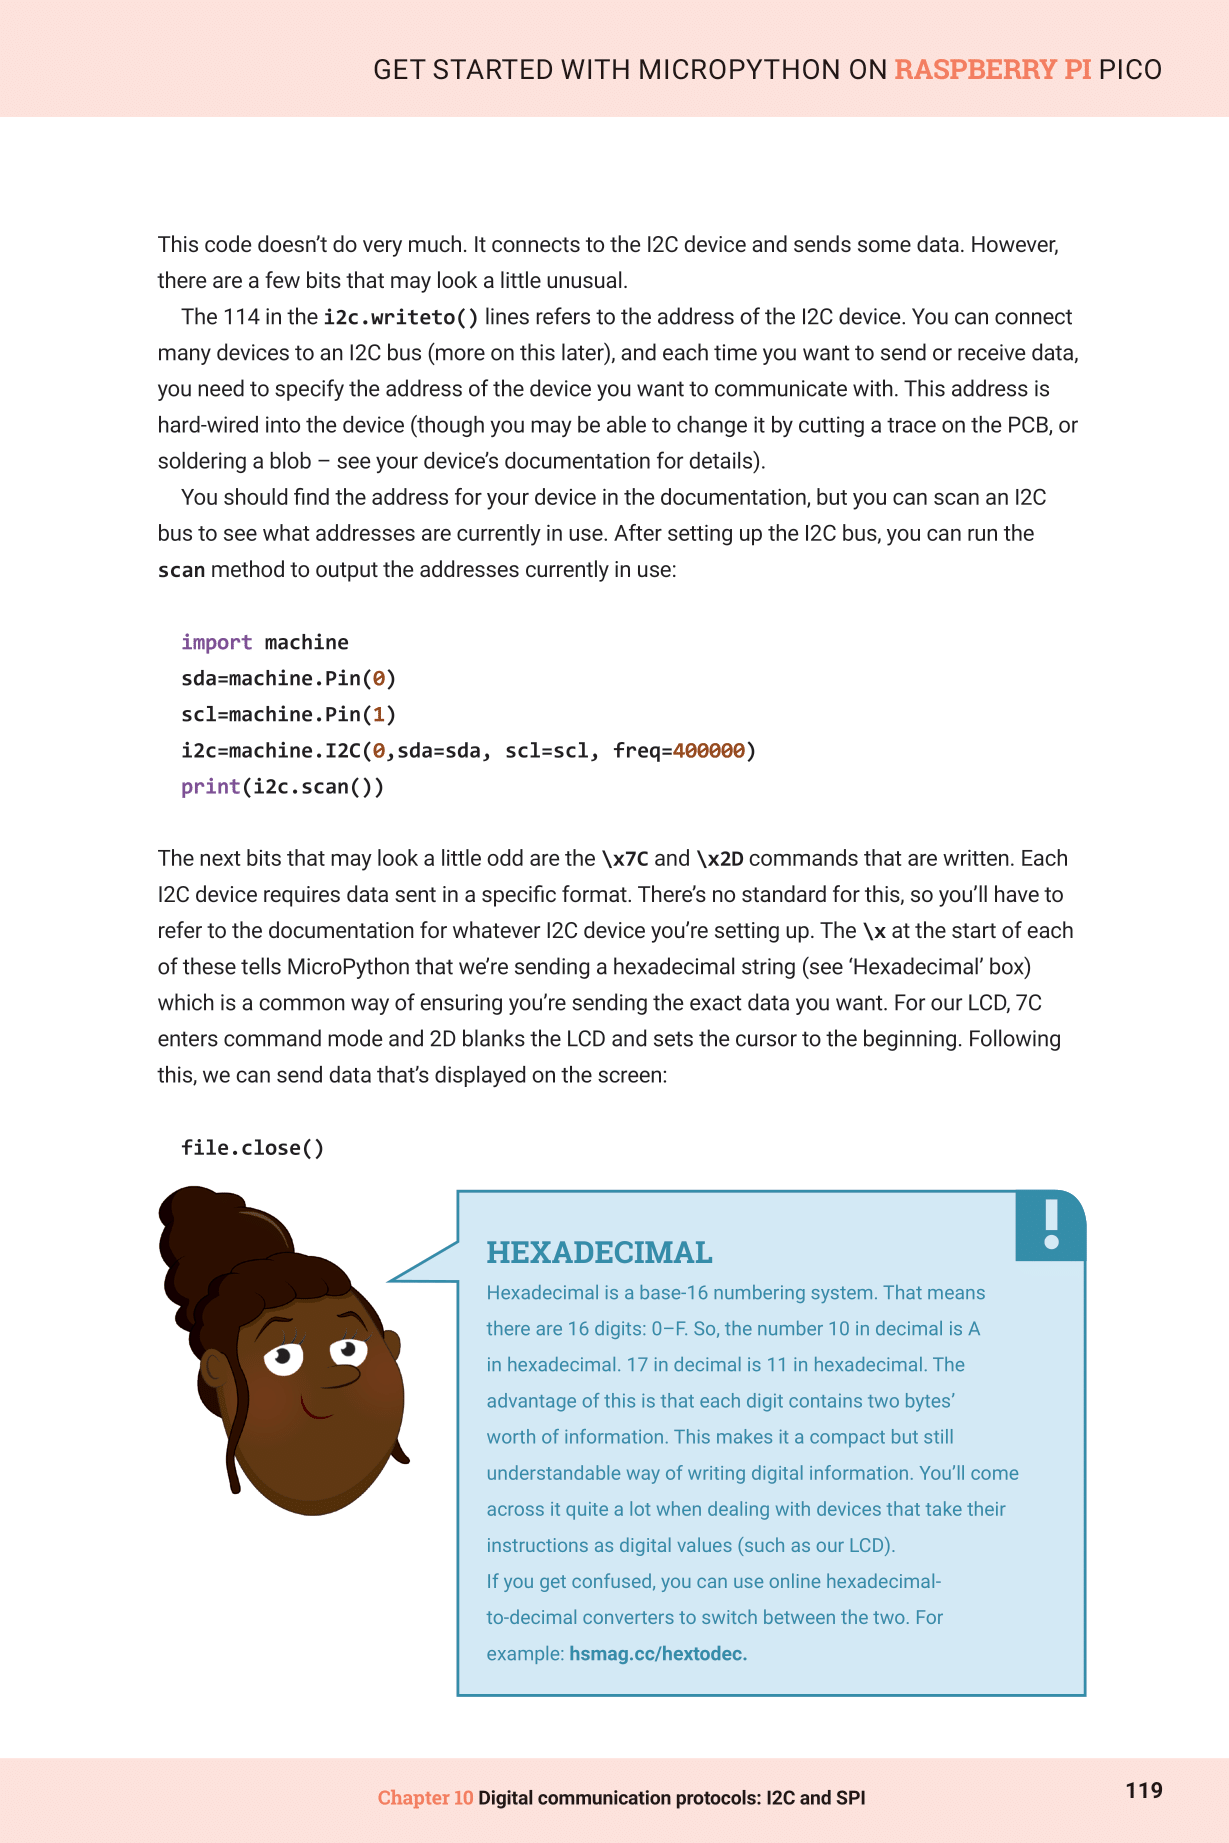 GET STARTED WITH MICROPYTHON ON RASPBERRY PI PICO
This code doesn’t do very much. It connects to the I2C device and sends some data. However,
there are a few bits that may look a little unusual.
The 114 in the i2c.writeto() lines refers to the address of the I2C device. You can connect
many devices to an I2C bus (more on this later), and each time you want to send or receive data,
you need to specify the address of the device you want to communicate with. This address is
hard-wired into the device (though you may be able to change it by cutting a trace on the PCB, or
soldering a blob – see your device’s documentation for details).
You should find the address for your device in the documentation, but you can scan an I2C
bus to see what addresses are currently in use. After setting up the I2C bus, you can run the
scan method to output the addresses currently in use:
import machine
sda=machine.Pin(0)
scl=machine.Pin(1)
i2c=machine.I2C(0,sda=sda, scl=scl, freq=400000)
print(i2c.scan())
The next bits that may look a little odd are the \x7C and \x2D commands that are written. Each
I2C device requires data sent in a specific format. There’s no standard for this, so you’ll have to
refer to the documentation for whatever I2C device you’re setting up. The \x at the start of each
of these tells MicroPython that we’re sending a hexadecimal string (see ‘Hexadecimal’ box)
which is a common way of ensuring you’re sending the exact data you want. For our LCD, 7C
enters command mode and 2D blanks the LCD and sets the cursor to the beginning. Following
this, we can send data that’s displayed on the screen:
file.close()
!
HEXADECIMAL
Hexadecimal is a base-16 numbering system. That means
there are 16 digits: 0–F. So, the number 10 in decimal is A
in hexadecimal. 17 in decimal is 11 in hexadecimal. The
advantage of this is that each digit contains two bytes’
worth of information. This makes it a compact but still
understandable way of writing digital information. You’ll come
across it quite a lot when dealing with devices that take their
instructions as digital values (such as our LCD).
If you get confused, you can use online hexadecimal-
to-decimal converters to switch between the two. For
example: hsmag.cc/hextodec.
Chapter 10 Digital communication protocols: I2C and SPI
119